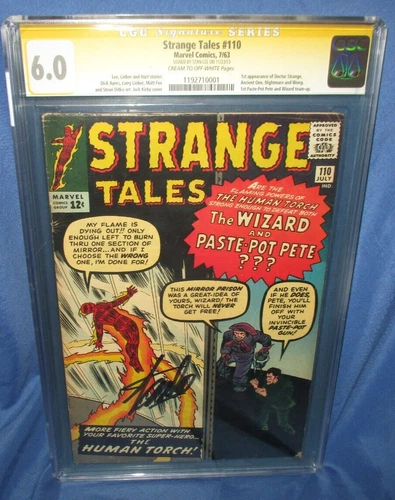 CGC Signature SERIES
6.0
Strange Tales #110
Marvel Comics, 7/63
SIGNED BY STAN LEE ON
CREAM TO OFF-WHITE Pages
1192710001
Lee, Lieber and Hart stories
Dick Ayers, Larry Lieber, Matt Fox
and Steve Ditko art Jack Kirby cover
1st appearance of Doctor Strange,
Ancient One, Nightmare and Wong.
1st Paste-Pot Pete and Wizard team-up.
CGC
STRANGE
TALES
APPROVED
BY THE
COMICS
CODE
AUTHORITY
110
JULY
IND.
MARVEL
COMICS
GROUP
12¢
ARE THE
FLAMING POWERS OF
THE HUMAN TORCH
STRONG ENOUGH TO DEFEAT BOTH
The WIZARD
AND
PASTE-POT PETE
???
MY FLAME IS
DYING OUT!! ONLY
ENOUGH LEFT TO BURN
THRU ONE SECTION OF
MIRROR...AND IF I
CHOOSE THE WRONG
ONE, I'M DONE FOR!
THIS MIRROR PRISON
WAS A GREAT IDEA OF
YOURS, WIZARD! THE
TORCH WILL NEVER
GET FREE!
AND EVEN
IF HE DOES,
PETE, YOU'LL
FINISH HIM
OFF WITH YOUR
INVINCIBLE
PASTE-POT
GUN!
MORE FIERY ACTION WITH
YOUR FAVORITE SUPER-HERO...
THE
HUMAN TORCH!